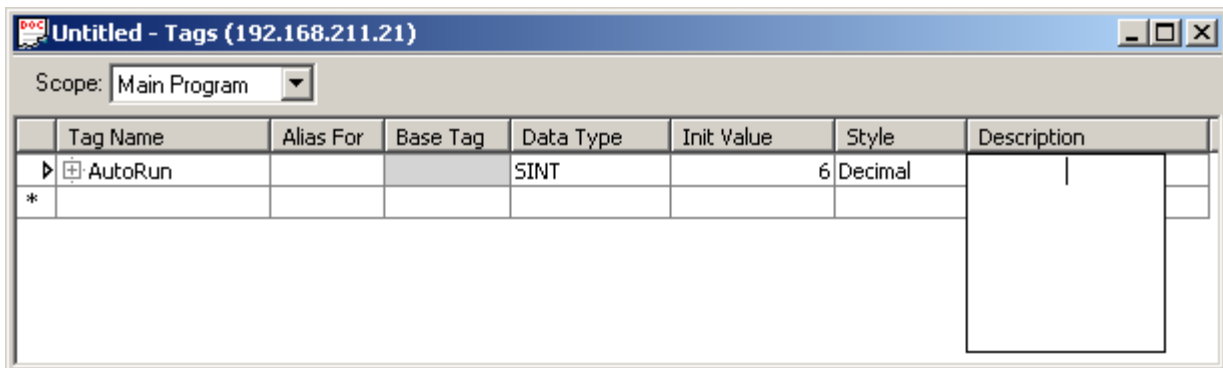 DOC Untitled - Tags (192.168.211.21)
Scope: Main Program
Tag Name Alias For Base Tag Data Type Init Value Style Description
AutoRun SINT 6 Decimal
*